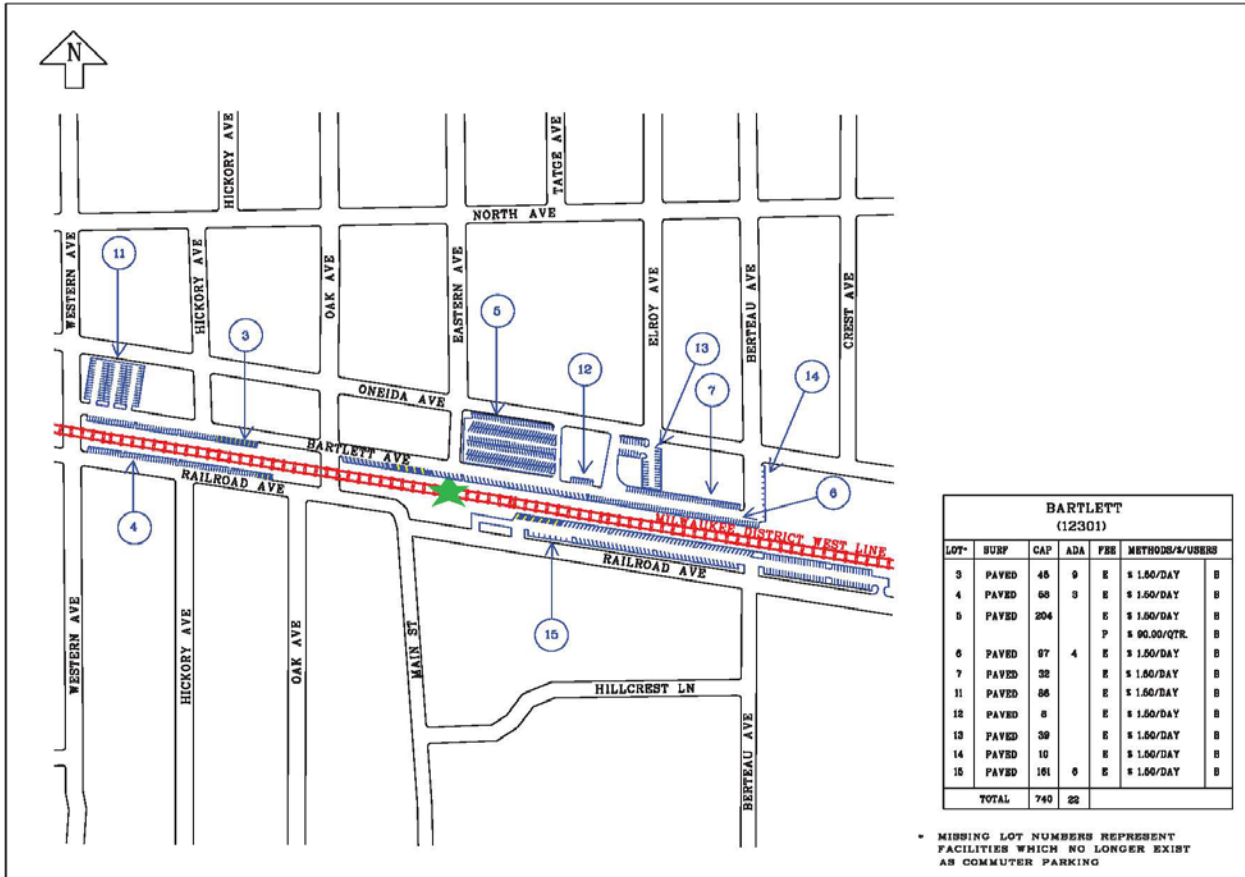 N
HICKORY AVE
TATGE AVE
NORTH AVE
WESTERN AVE
11
HICKORY AVE
OAK AVE
EASTERN AVE
ELROY AVE
BERTEAU AVE
CREST AVE
5
3
13
12
7
14
ONEIDA AVE
BARTLETT AVE
RAILROAD AVE
6
4
MILWAUKEE DISTRICT WEST LINE
RAILROAD AVE
15
WESTERN AVE
HICKORY AVE
OAK AVE
MAIN ST
HILLCREST LN
BERTEAU AVE
BARTLETT
(12301)
LOT* SURF CAP ADA FEE METHODS/$/USERS
3 PAVED 45 9 E $ 1.50/DAY B
4 PAVED 58 3 E $ 1.50/DAY B
5 PAVED 204 E $ 1.50/DAY B
P $ 90.00/QTR. B
6 PAVED 97 4 E $ 1.50/DAY B
7 PAVED 32 E $ 1.50/DAY B
11 PAVED 86 E $ 1.50/DAY B
12 PAVED 8 E $ 1.50/DAY B
13 PAVED 39 E $ 1.50/DAY B
14 PAVED 10 E $ 1.50/DAY B
15 PAVED 161 6 E $ 1.50/DAY B
TOTAL 740 22
* MISSING LOT NUMBERS REPRESENT
FACILITIES WHICH NO LONGER EXIST
AS COMMUTER PARKING